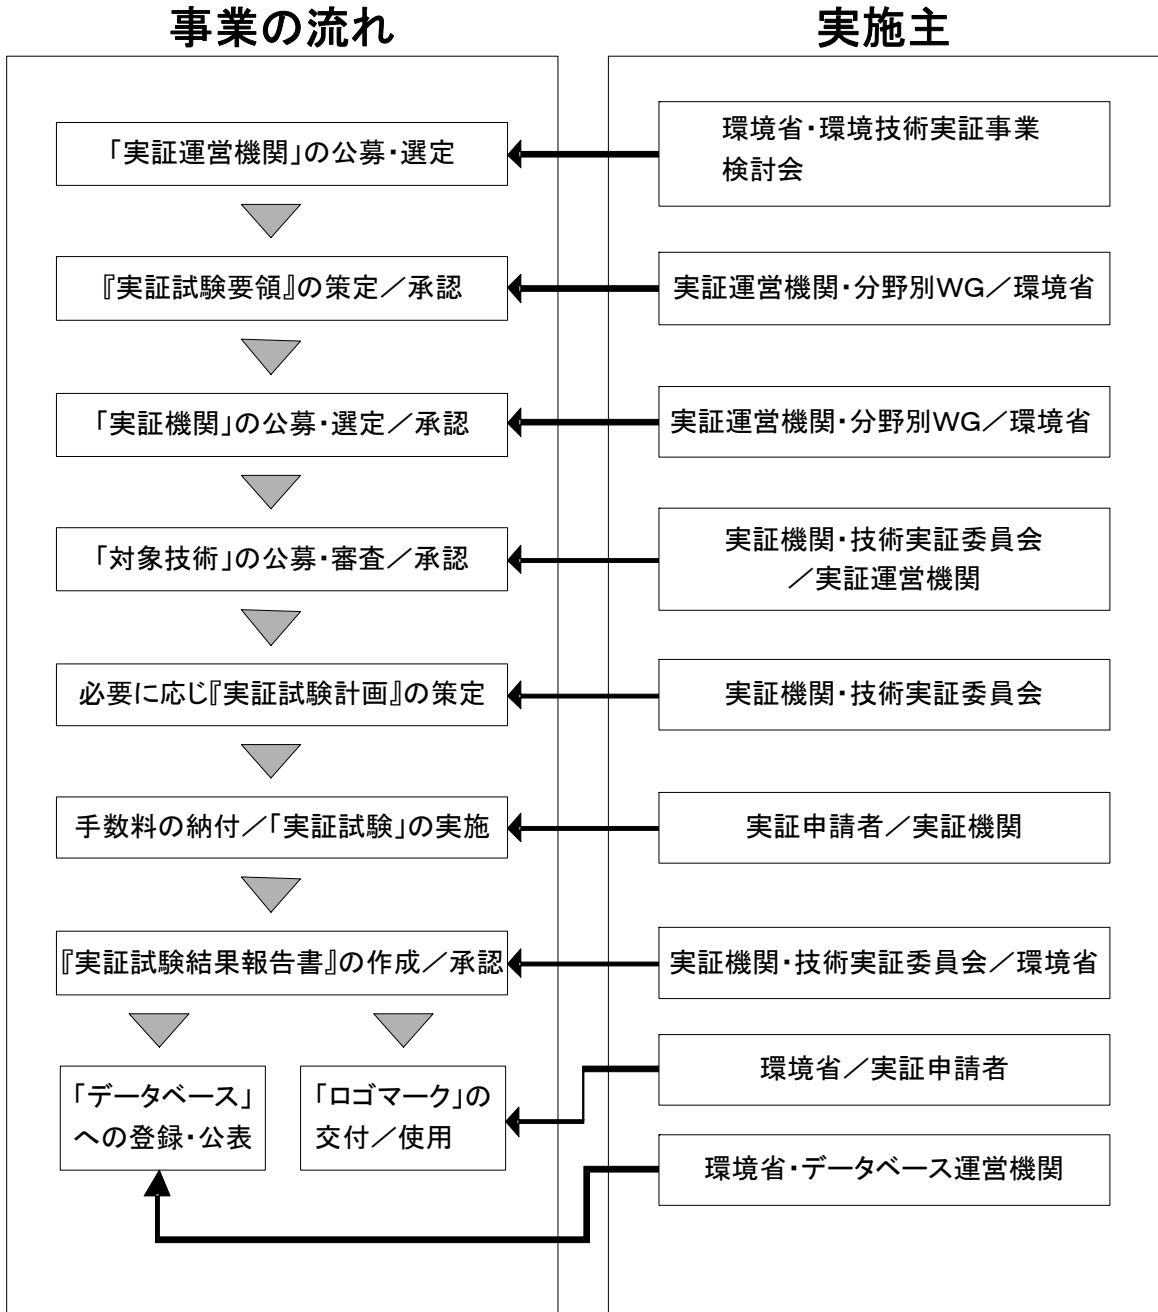 事業の流れ
実施主
「実証運営機関」の公募・選定
環境省・環境技術実証事業
検討会
『実証試験要領』の策定／承認
実証運営機関・分野別WG／環境省
「実証機関」の公募・選定／承認
実証運営機関・分野別WG／環境省
「対象技術」の公募・審査／承認
実証機関・技術実証委員会
／実証運営機関
必要に応じ『実証試験計画』の策定
実証機関・技術実証委員会
手数料の納付／「実証試験」の実施
実証申請者／実証機関
『実証試験結果報告書』の作成／承認
実証機関・技術実証委員会／環境省
「データベース」
への登録・公表
「ロゴマーク」の
交付／使用
環境省／実証申請者
環境省・データベース運営機関